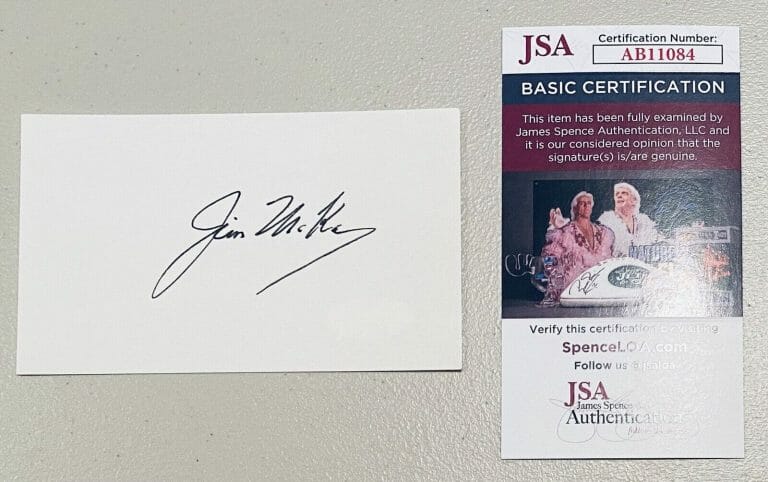 Jim McKay
JSA
Certification Number:
AB11084
BASIC CERTIFICATION
This item has been fully examined by
James Spence Authentication, LLC and
it is our considered opinion that the
signature(s) is/are genuine.
JETS
Verify this certification by visiting
SpenceLOA.com
Follow us @jsaloa
JSA
James Spence
Authentication